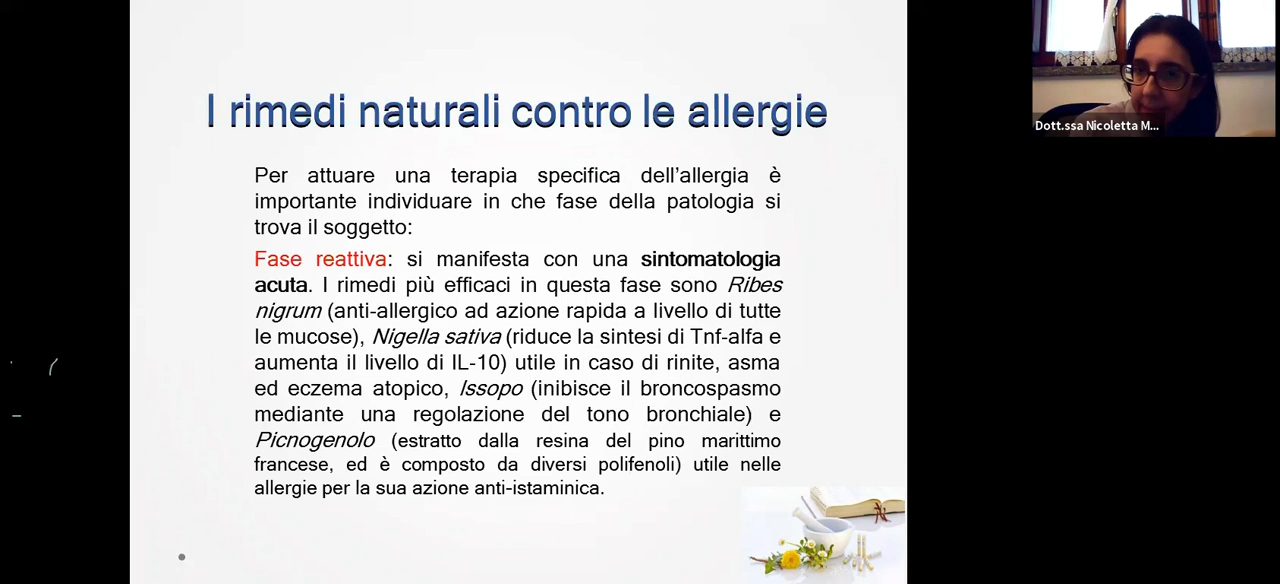 I rimedi naturali contro le allergie
Per attuare una terapia specifica dell’allergia è
importante individuare in che fase della patologia si
trova il soggetto:
Fase reattiva: si manifesta con una sintomatologia
acuta. I rimedi più efficaci in questa fase sono Ribes
nigrum (anti-allergico ad azione rapida a livello di tutte
le mucose), Nigella sativa (riduce la sintesi di Tnf-alfa e
aumenta il livello di IL-10) utile in caso di rinite, asma
ed eczema atopico, Issopo (inibisce il broncospasmo
mediante una regolazione del tono bronchiale) e
Picnogenolo (estratto dalla resina del pino marittimo
francese, ed è composto da diversi polifenoli) utile nelle
allergie per la sua azione anti-istaminica.
Dott.ssa Nicoletta M...